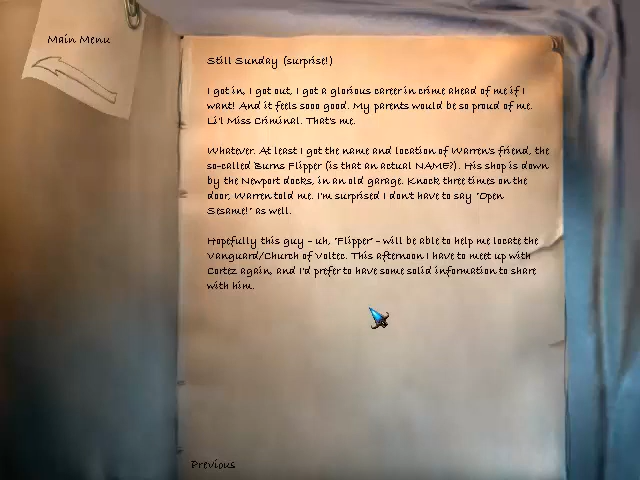 Main Menu
Still Sunday (surprise!)
I got in, I got out, I got a glorious career in crime ahead of me if I
want! And it feels sooo good. My parents would be so proud of me.
Li'l Miss Criminal. That's me.
Whatever. At least I got the name and location of Warren's friend, the
so-called Burns Flipper (is that an actual NAME?). His shop is down
by the Newport docks, in an old garage. Knock three times on the
door, Warren told me. I'm surprised I don't have to say "Open
Sesame!" as well.
Hopefully this guy - uh, "Flipper" - will be able to help me locate the
Vanguard/Church of Voltec. This afternoon I have to meet up with
Cortez again, and I'd prefer to have some solid information to share
with him.
Previous